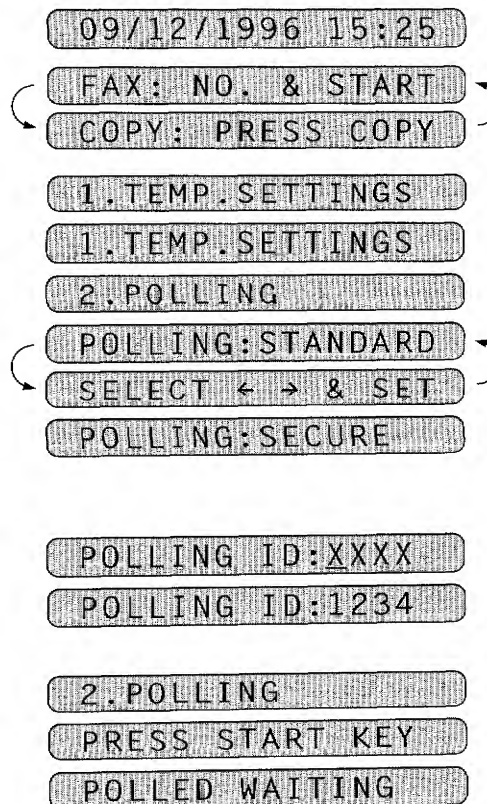 09/12/1996 15:25
FAX: NO. & START
COPY: PRESS COPY
1.TEMP.SETTINGS
1.TEMP.SETTINGS
2.POLLING
POLLING:STANDARD
SELECT ← → & SET
POLLING:SECURE
POLLING ID:XXXX
POLLING ID:1234
2.POLLING
PRESS START KEY
POLLED WAITING